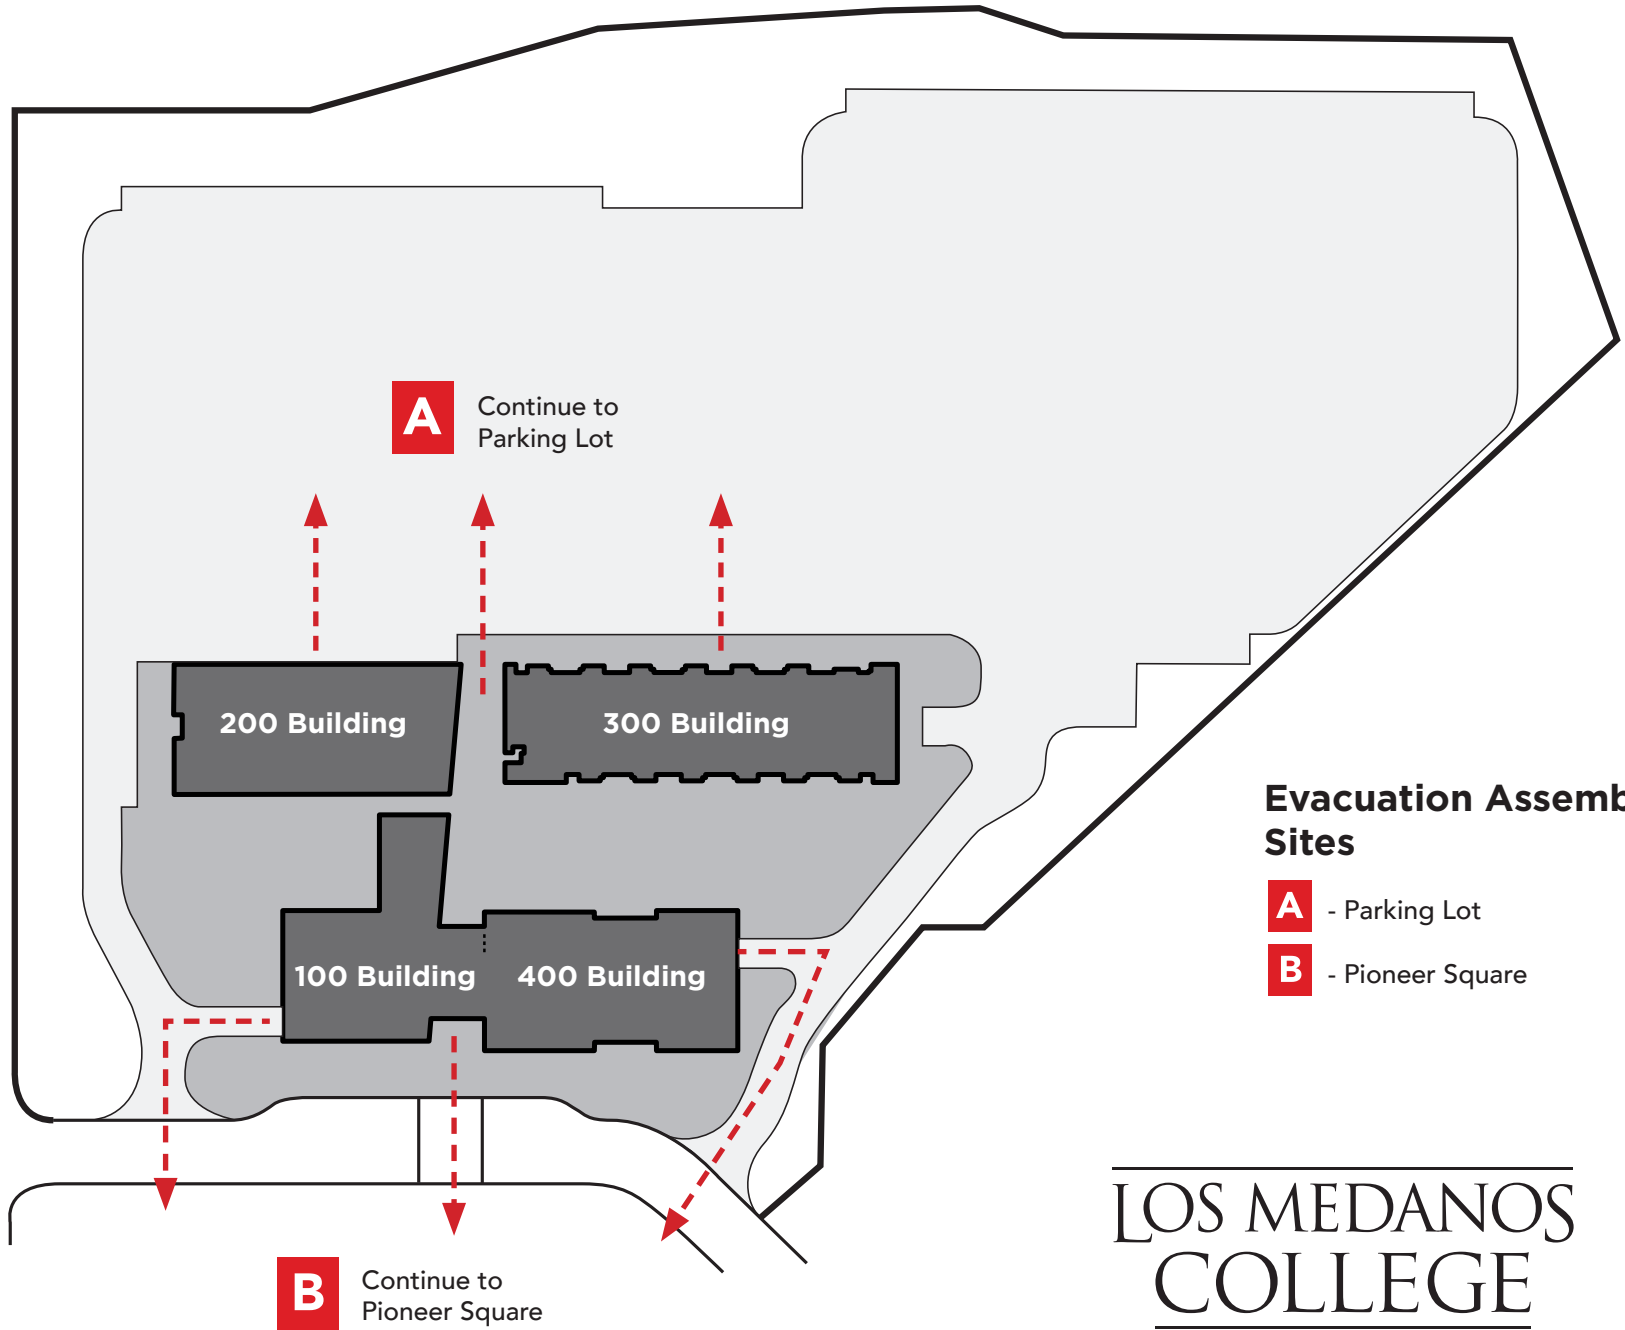 A
Continue to
Parking Lot
200 Building
300 Building
100 Building
400 Building
Evacuation Assemb
Sites
A - Parking Lot
B - Pioneer Square
B
Continue to
Pioneer Square
LOS MEDANOS
COLLEGE